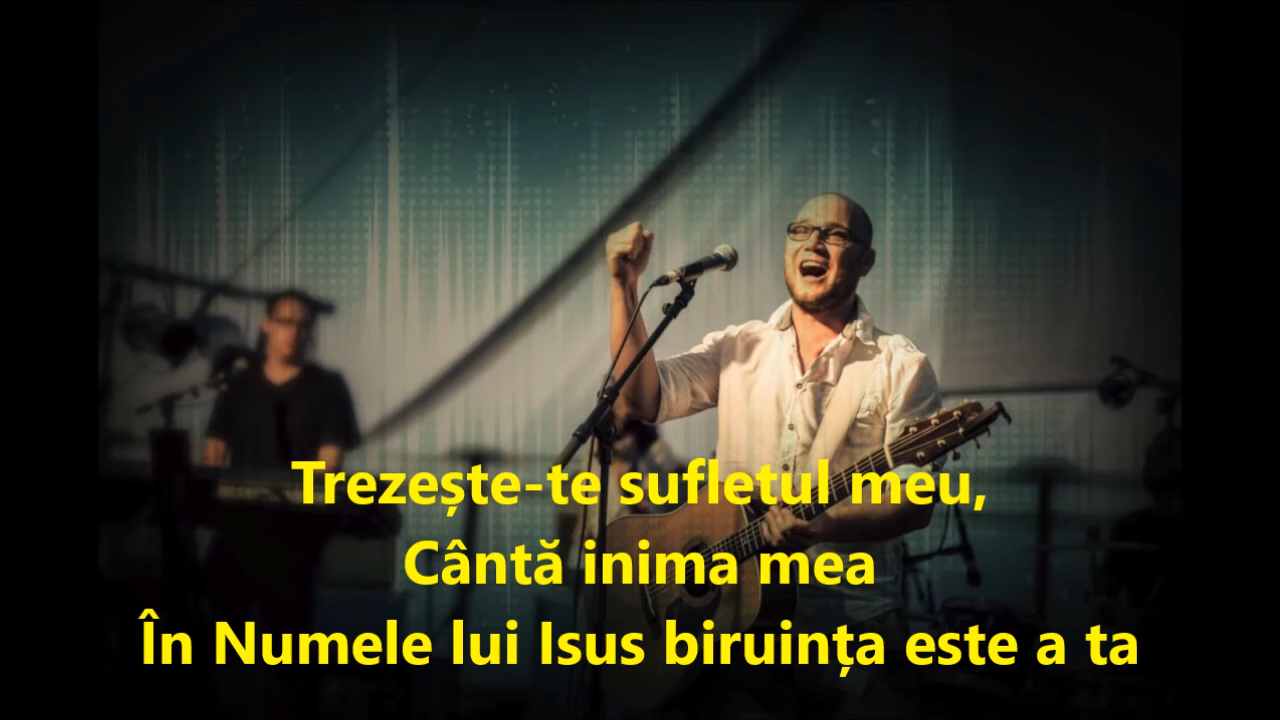 Trezește-te sufletul meu,
Cântă inima mea
În Numele lui Isus biruința este a ta